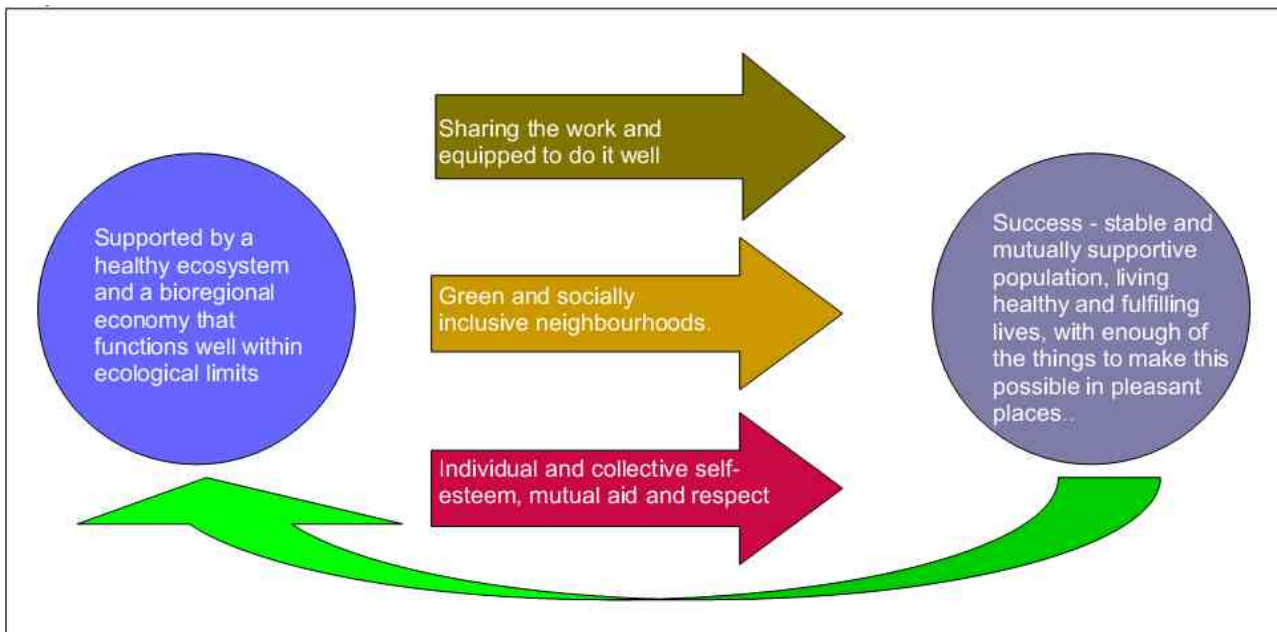 Supported by a
healthy ecosystem
and a bioregional
economy that
functions well within
ecological limits
Sharing the work and
equipped to do it well
Green and socially
inclusive neighbourhoods.
Individual and collective self-
esteem, mutual aid and respect
Success - stable and
mutually supportive
population, living
healthy and fulfilling
lives, with enough of
the things to make this
possible in pleasant
places..